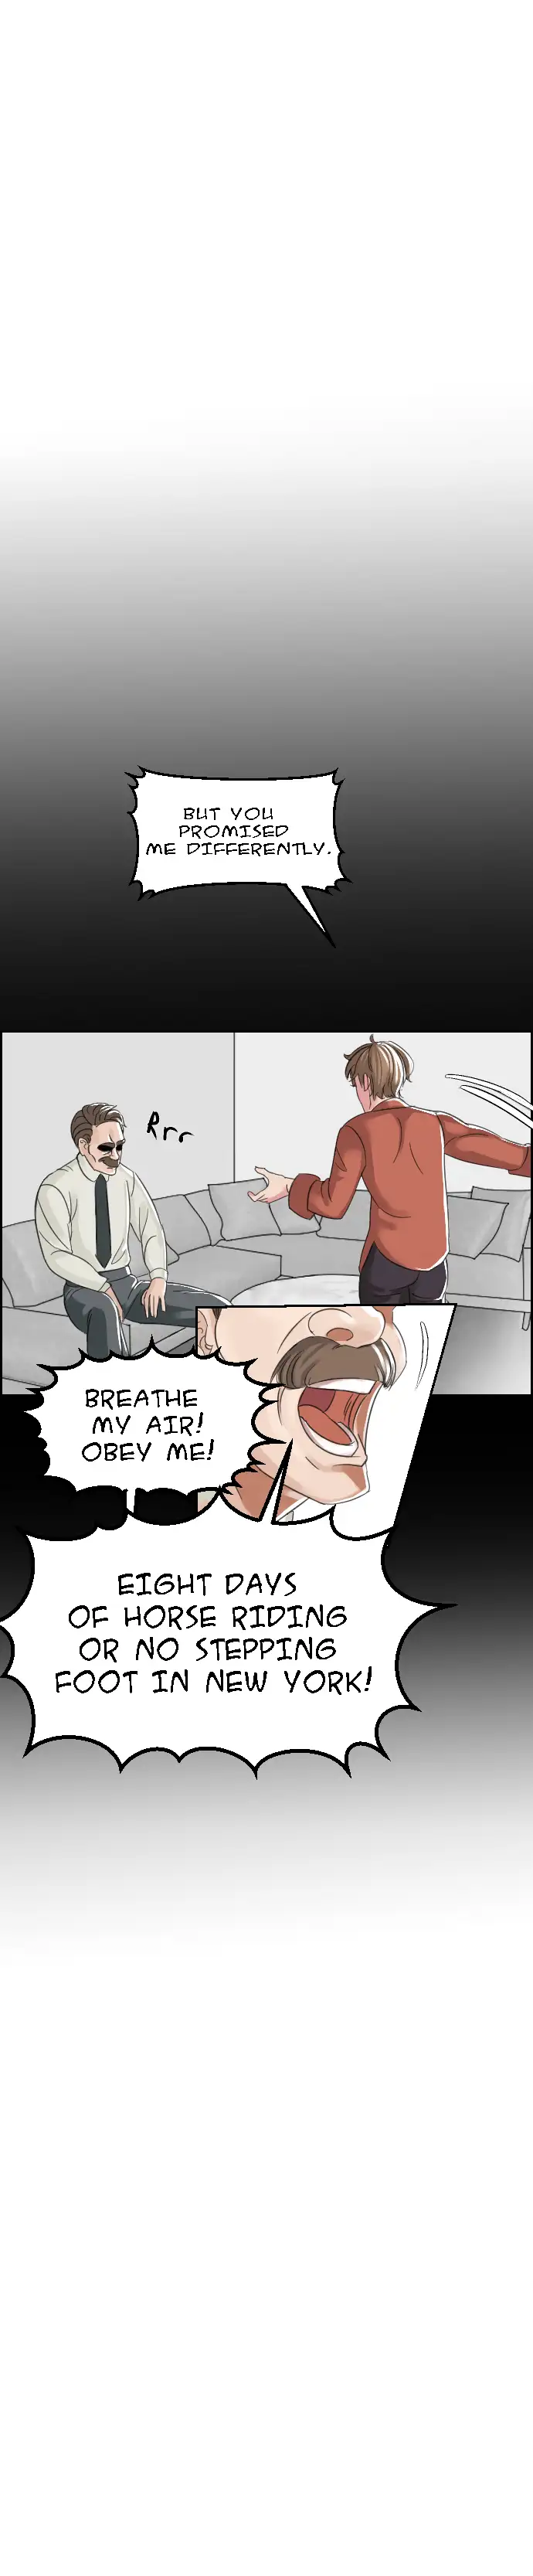 BUT YOU
PROMISED
ME DIFFERENTLY.
Rrr
BREATHE
MY AIR!
OBEY ME!
EIGHT DAYS
OF HORSE RIDING
OR NO STEPPING
FOOT IN NEW YORK!